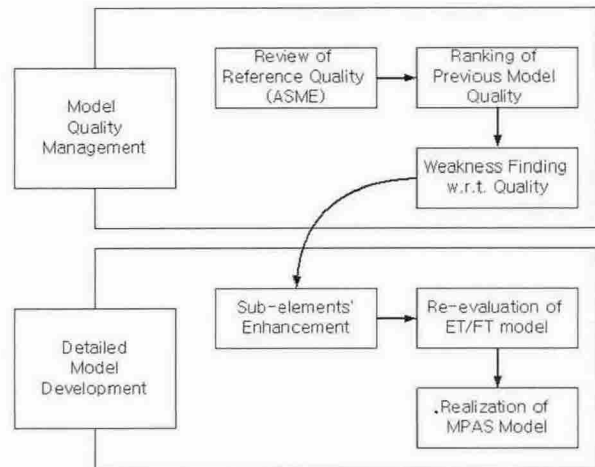 Model
Quality
Management
Review of
Reference Quality
(ASME)
Ranking of
Previous Model
Quality
Weakness Finding
w.r.t. Quality
Detailed
Model
Development
Sub-elements'
Enhancement
Re-evaluation of
ET/FT model
.Realization of
MPAS Model